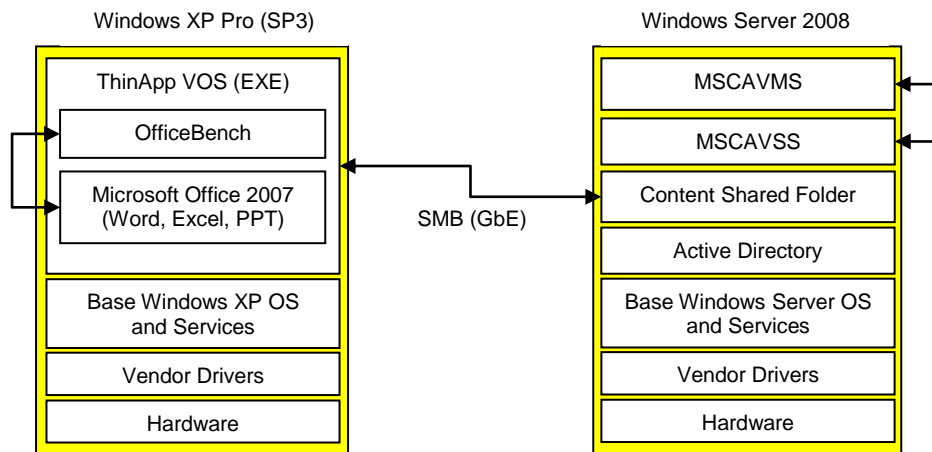 Windows XP Pro (SP3)
ThinApp VOS (EXE)
OfficeBench
Microsoft Office 2007
(Word, Excel, PPT)
Base Windows XP OS
and Services
Vendor Drivers
Hardware
SMB (GbE)
Windows Server 2008
MSCAVMS
MSCAVSS
Content Shared Folder
Active Directory
Base Windows Server OS
and Services
Vendor Drivers
Hardware